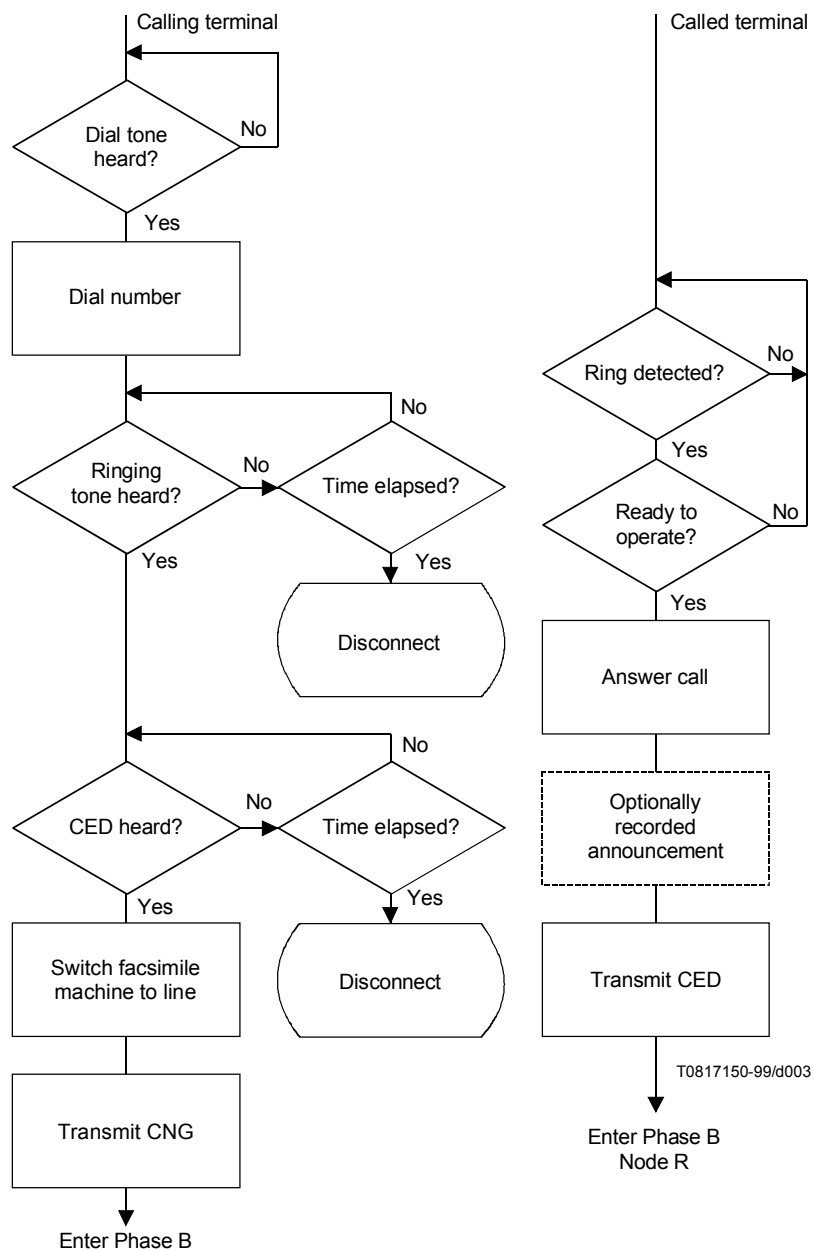 Calling terminal
Dial tone
heard?
No
Yes
Dial number
Ringing
tone heard?
No
Yes
Time elapsed?
No
Yes
Disconnect
CED heard?
No
Yes
Time elapsed?
No
Yes
Disconnect
Switch facsimile
machine to line
Transmit CNG
Enter Phase B
Called terminal
Ring detected?
No
Yes
Ready to
operate?
No
Yes
Answer call
Optionally
recorded
announcement
Transmit CED
T0817150-99/d003
Enter Phase B
Node R